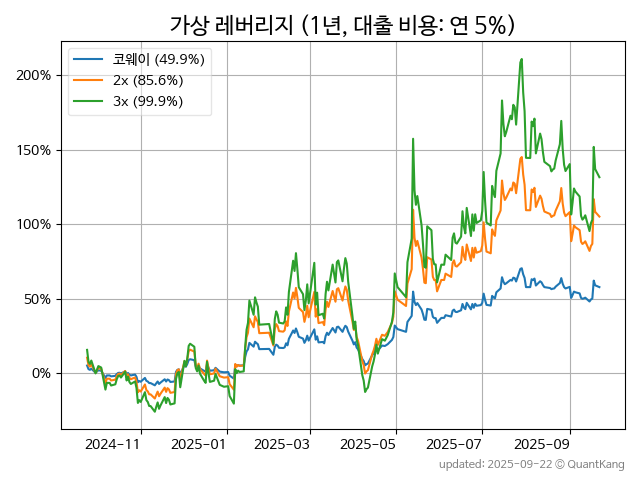 가상 레버리지 (1년, 대출 비용: 연 5%)
코웨이 (49.9%)
2x (85.6%)
3x (99.9%)
200%
150%
100%
50%
0%
2024-11 2025-01 2025-03 2025-05 2025-07 2025-09
updated: 2025-09-22 © QuantKang